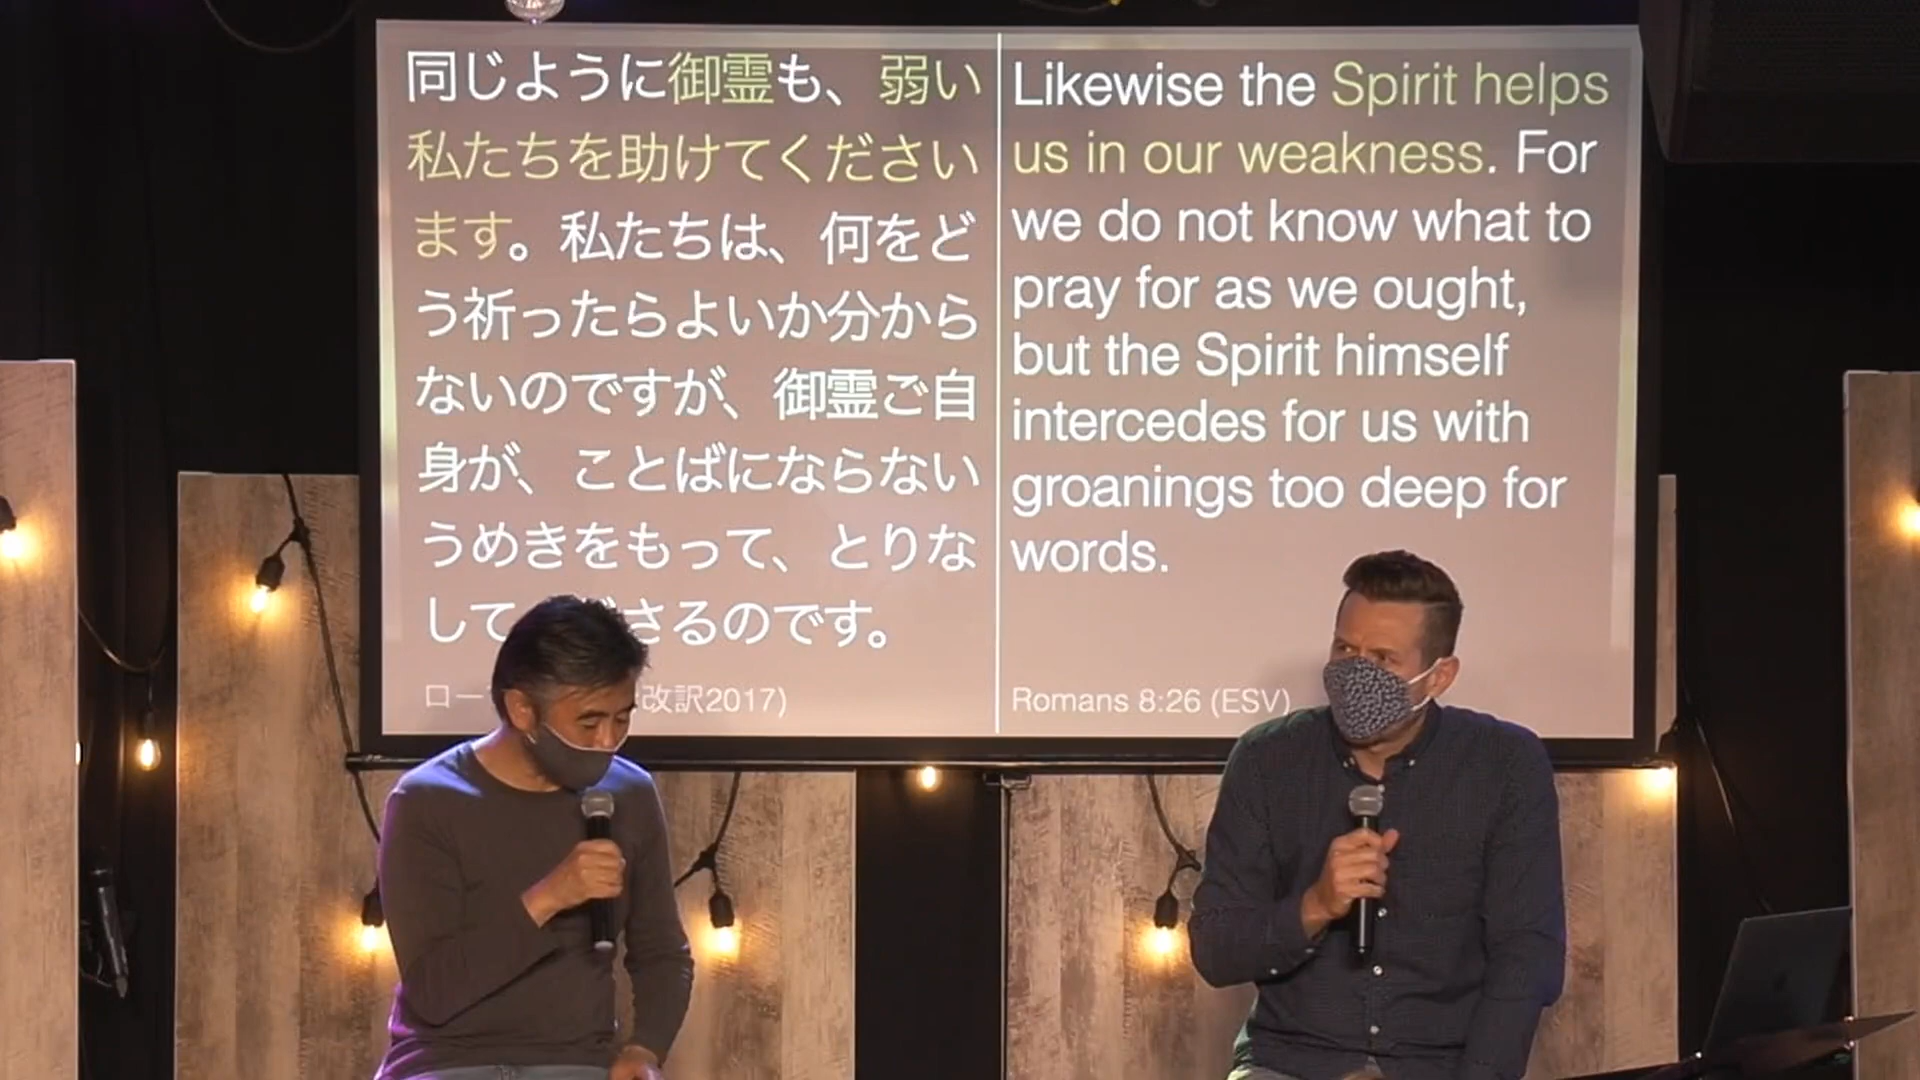 同じように御霊も、弱い
私たちを助けてください
ます。私たちは、何をど
う祈ったらよいか分から
ないのですが、御霊ご自
身が、ことばにならない
うめきをもって、とりな
して ださるのです。
ロー 改訳2017)
Likewise the Spirit helps
us in our weakness. For
we do not know what to
pray for as we ought,
but the Spirit himself
intercedes for us with
groanings too deep for
words.
Romans 8:26 (ESV)